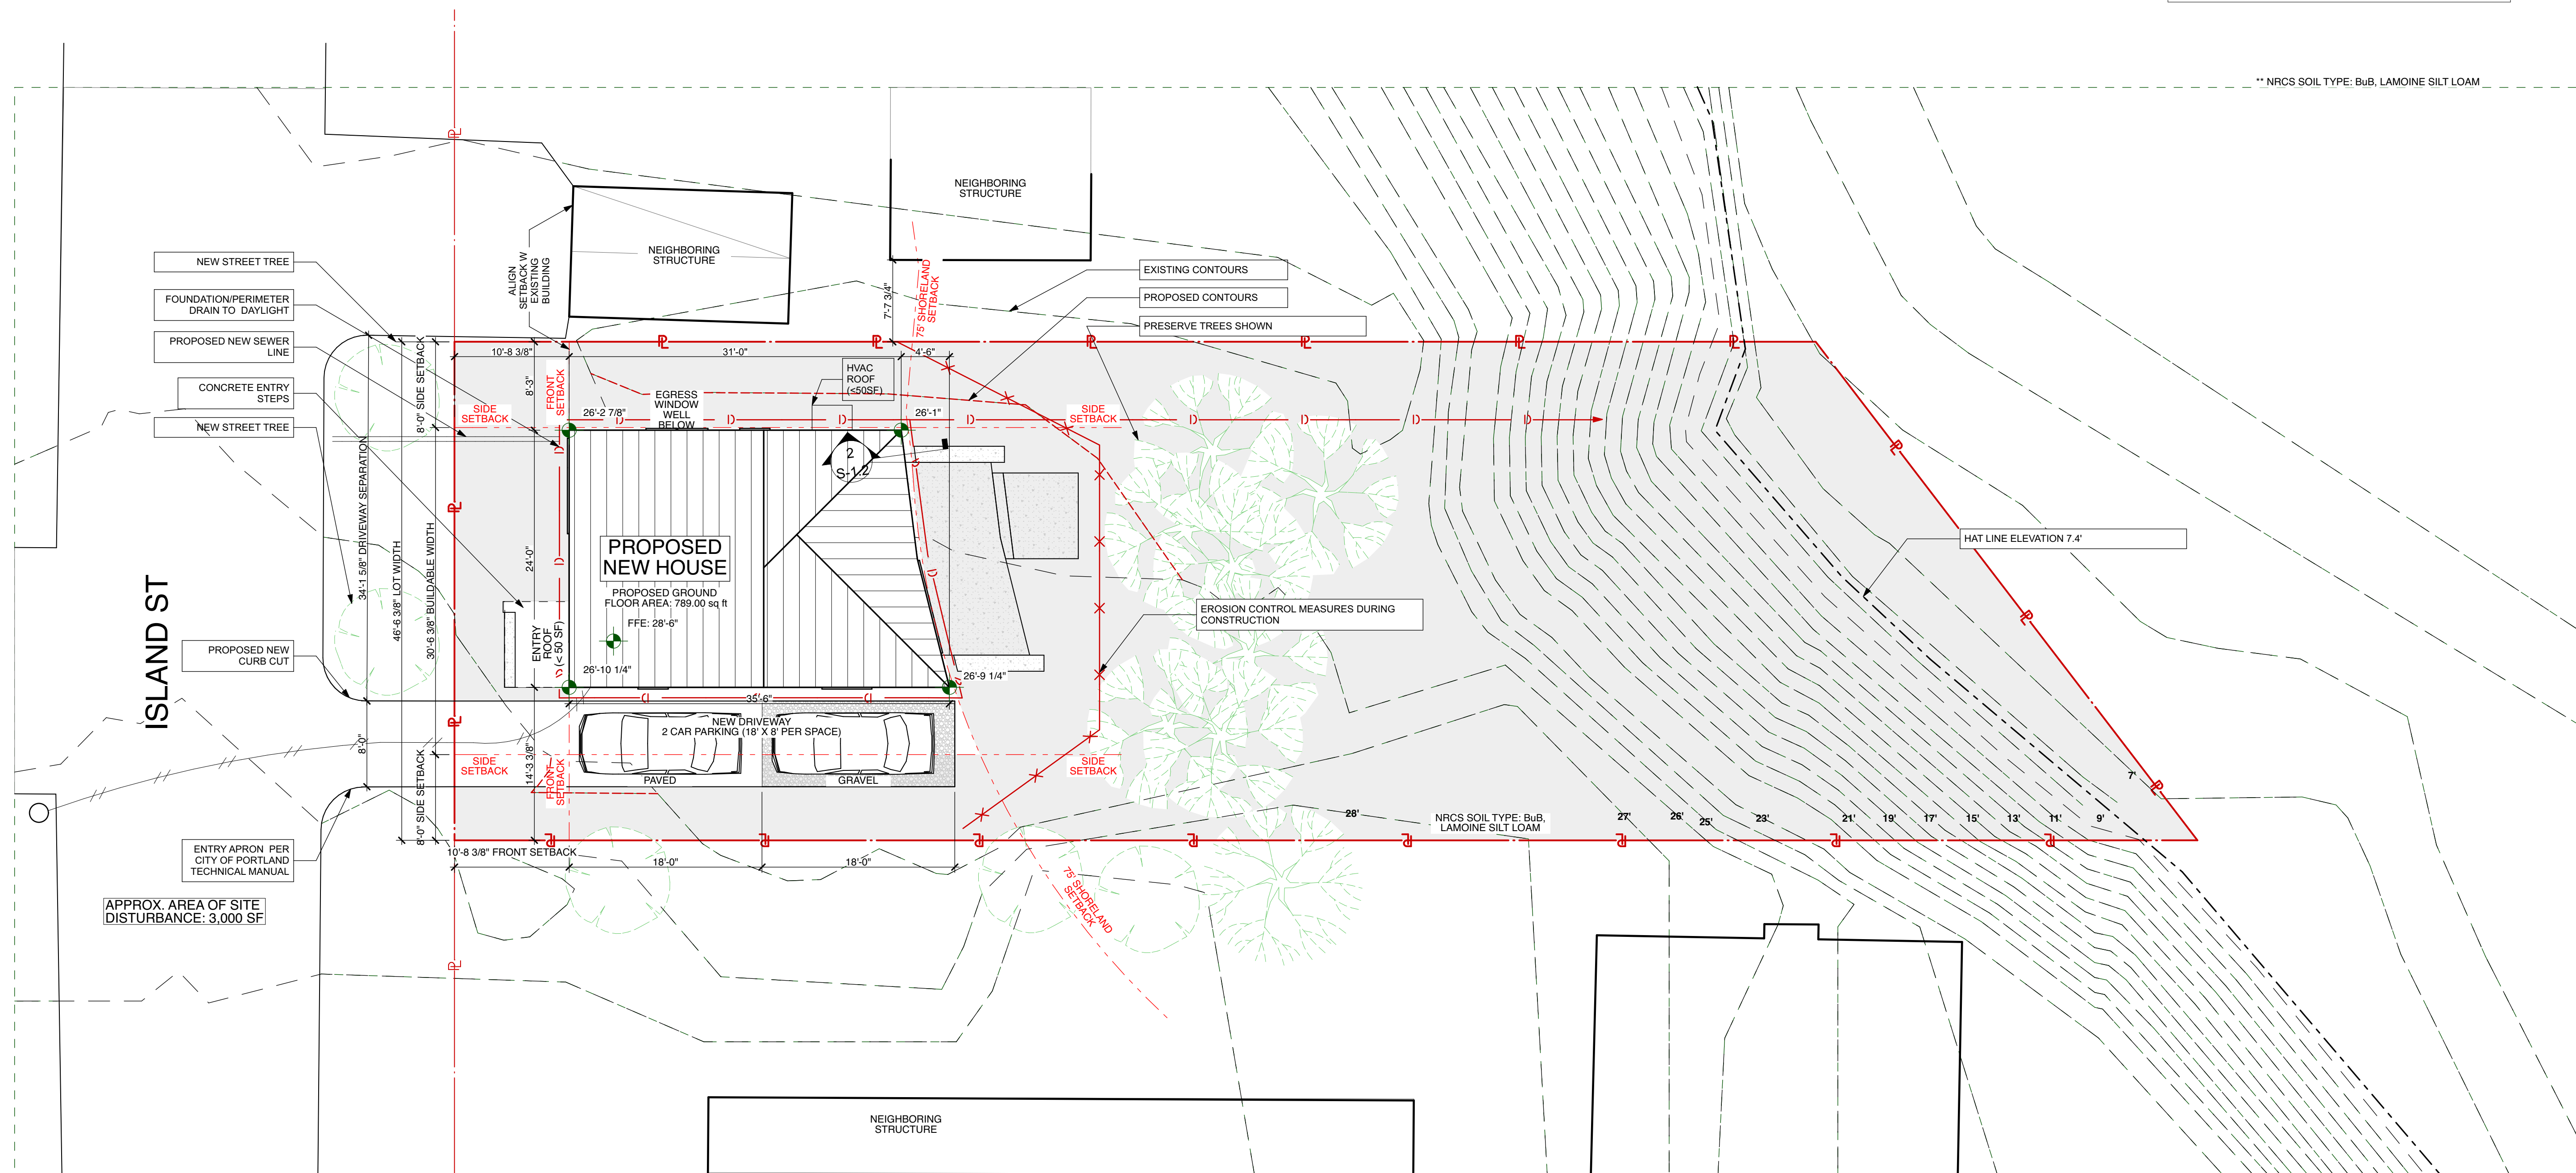 ** NRCS SOIL TYPE: BuB, LAMOINE SILT LOAM
NEIGHBORING
STRUCTURE
NEIGHBORING
STRUCTURE
ALIGN
SETBACK W
EXISTING
BUILDING
7'-7 3/4"
75' SHORELAND
SETBACK
NEW STREET TREE
FOUNDATION/PERIMETER
DRAIN TO DAYLIGHT
PROPOSED NEW SEWER
LINE
CONCRETE ENTRY
STEPS
NEW STREET TREE
EXISTING CONTOURS
PROPOSED CONTOURS
PRESERVE TREES SHOWN
10'-8 3/8"
31'-0"
4'-6"
8'-0" SIDE SETBACK
8'-3"
FRONT
SETBACK
SIDE
SETBACK
26'-2 7/8"
EGRESS
WINDOW
WELL
BELOW
HVAC
ROOF
(<50SF)
26'-1"
SIDE
SETBACK
2
S-1.2
34'-1 5/8" DRIVEWAY SEPARATION
46'-6 3/8" LOT WIDTH
30'-6 3/8" BUILDABLE WIDTH
24'-0"
PROPOSED
NEW HOUSE
PROPOSED GROUND
FLOOR AREA: 789.00 sq ft
FFE: 28'-6"
ENTRY
ROOF
(< 50 SF)
26'-10 1/4"
26'-9 1/4"
35'-6"
HAT LINE ELEVATION 7.4'
EROSION CONTROL MEASURES DURING
CONSTRUCTION
ISLAND ST
PROPOSED NEW
CURB CUT
8'-0"
14'-3 3/8"
NEW DRIVEWAY
2 CAR PARKING (18' X 8' PER SPACE)
PAVED
GRAVEL
SIDE
SETBACK
FRONT
SETBACK
SIDE
SETBACK
8'-0" SIDE SETBACK
ENTRY APRON PER
CITY OF PORTLAND
TECHNICAL MANUAL
10'-8 3/8" FRONT SETBACK
18'-0"
18'-0"
75' SHORELAND
SETBACK
APPROX. AREA OF SITE
DISTURBANCE: 3,000 SF
28'
NRCS SOIL TYPE: BuB,
LAMOINE SILT LOAM
27'
26'
25'
23'
21'
19'
17'
15'
13'
11'
9'
7'
NEIGHBORING
STRUCTURE